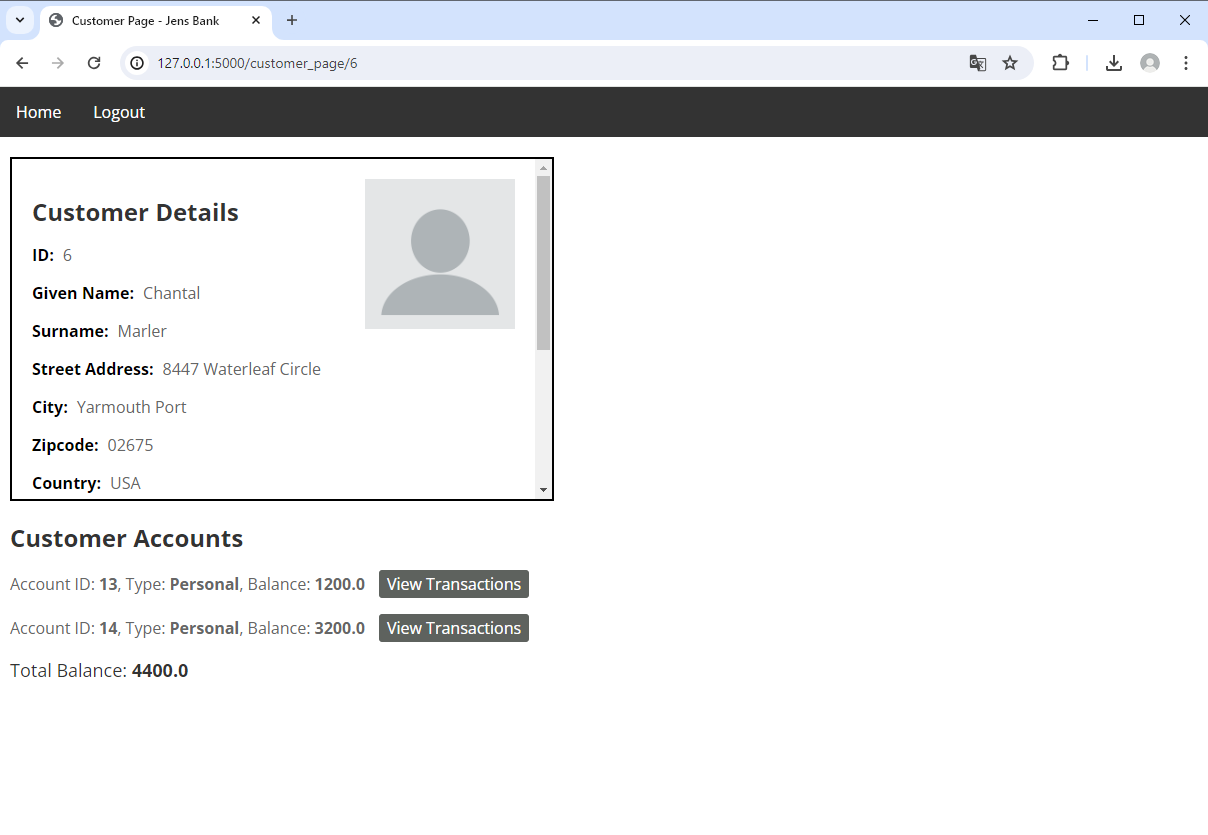 Customer Page - Jens Bank
127.0.0.1:5000/customer_page/6
Home Logout
Customer Details
ID: 6
Given Name: Chantal
Surname: Marler
Street Address: 8447 Waterleaf Circle
City: Yarmouth Port
Zipcode: 02675
Country: USA
Customer Accounts
Account ID: 13, Type: Personal, Balance: 1200.0 View Transactions
Account ID: 14, Type: Personal, Balance: 3200.0 View Transactions
Total Balance: 4400.0